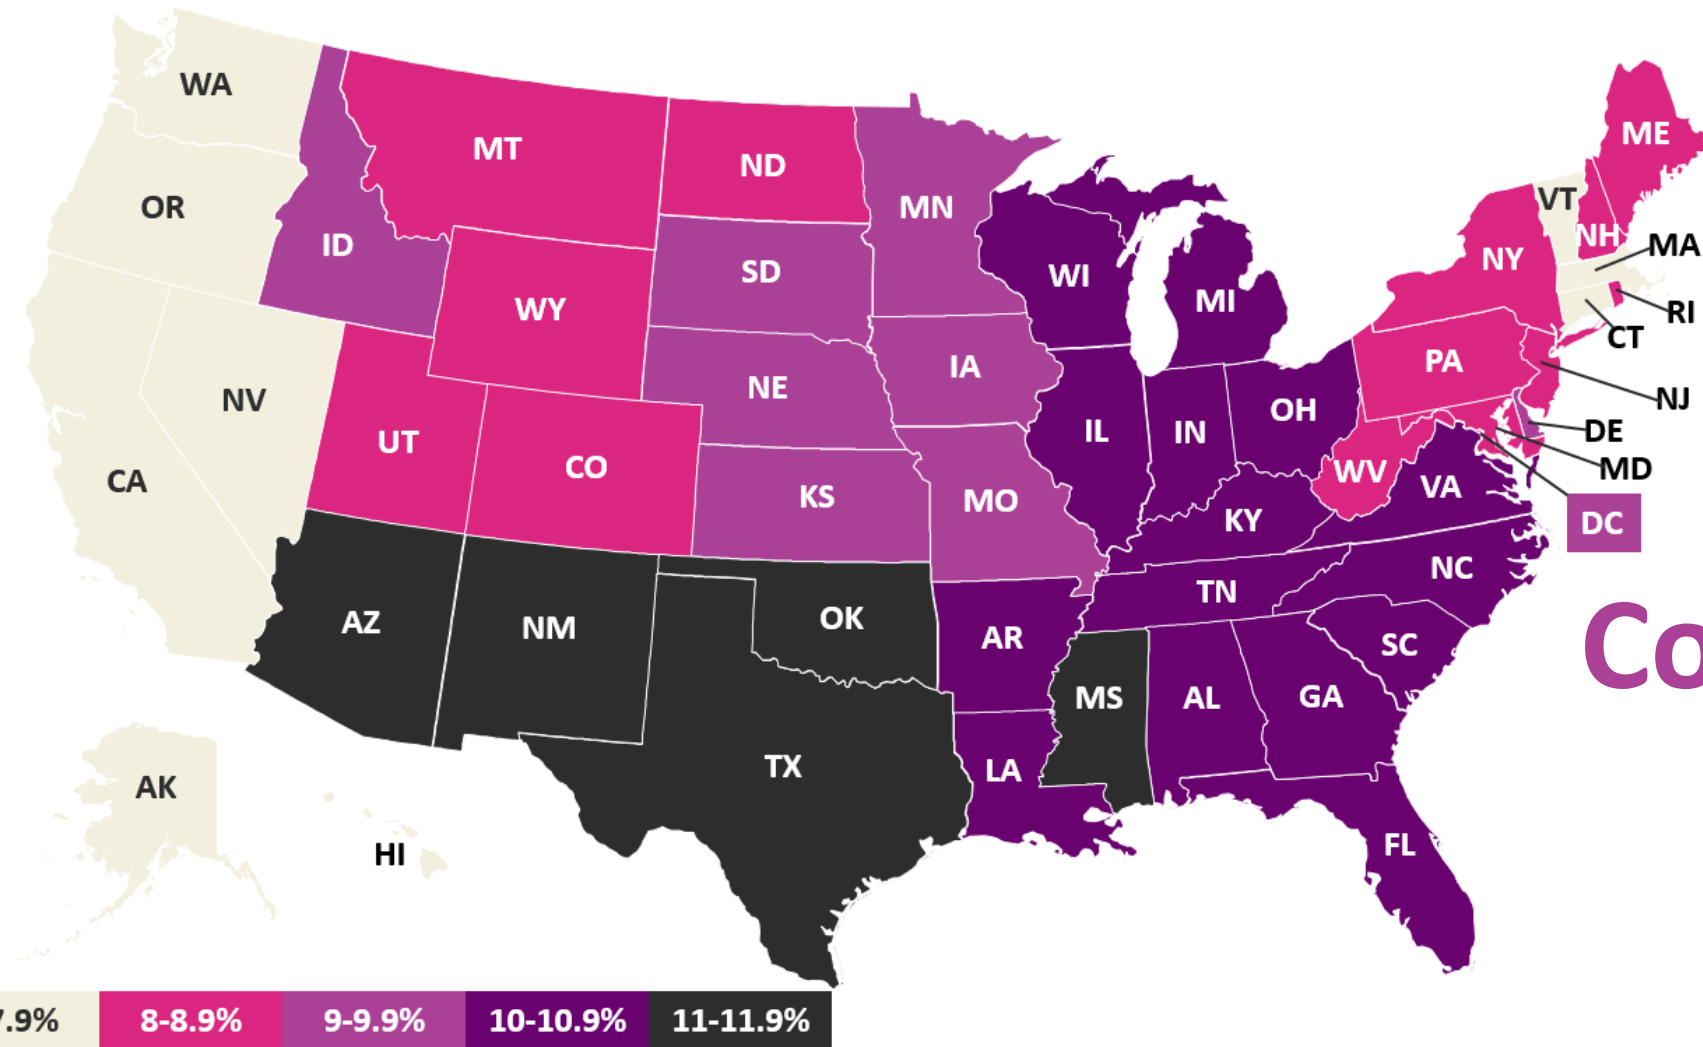 WA
MT
ND
MN
ME
OR
ID
SD
WI
MI
NY
VT
NH
MA
RI
CT
WY
NE
IA
PA
NJ
NV
UT
CO
KS
MO
IL
IN
OH
WV
VA
DE
MD
DC
CA
KY
NC
AZ
NM
OK
AR
TN
SC
TX
LA
MS
AL
GA
FL
AK
HI
Co
7.9%
8-8.9%
9-9.9%
10-10.9%
11-11.9%